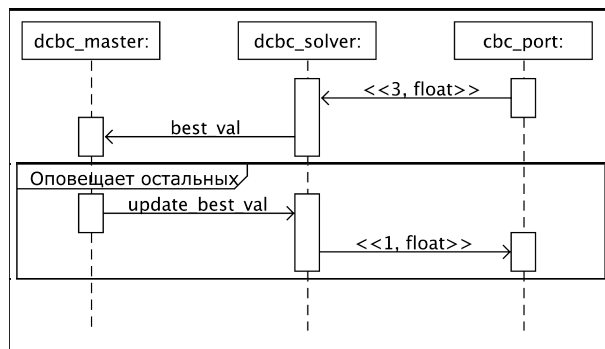 dcbc_master: dcbc_solver: cbc_port:
<<3, float>>
best_val
Оповещает остальных
update_best_val
<<1, float>>